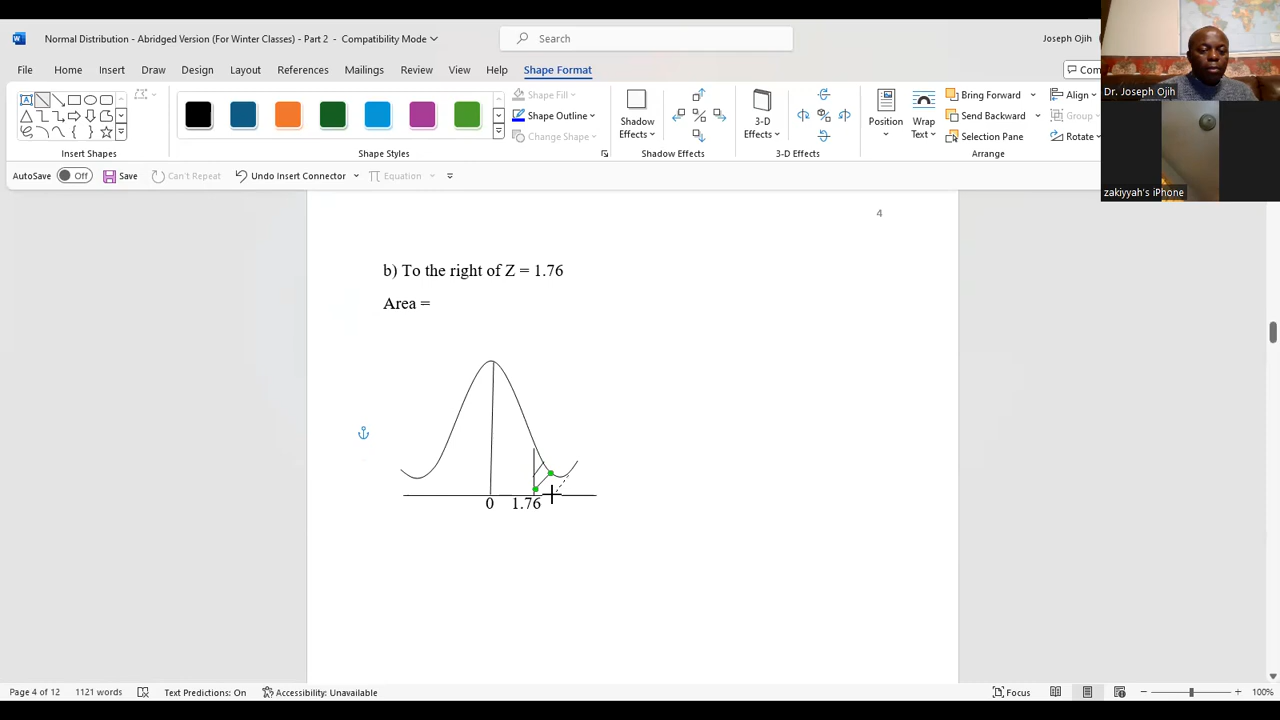 Normal Distribution - Abridged Version (For Winter Classes) - Part 2 - Compatibility Mode
Search
Joseph Ojih
File Home Insert Draw Design Layout References Mailings Review View Help Shape Format
Com
Shape Fill
Shape Outline
Change Shape
Shadow Effects
3-D Effects
Position
Wrap Text
Bring Forward
Send Backward
Selection Pane
Align
Group
Rotate
Insert Shapes
Shape Styles
Shadow Effects
3-D Effects
Arrange
AutoSave Off Save Can't Repeat Undo Insert Connector Equation
Dr. Joseph Ojih
zakiyyah's iPhone
4
b) To the right of Z = 1.76
Area =
0 1.76
Page 4 of 12 1121 words Text Predictions: On Accessibility: Unavailable Focus 100%